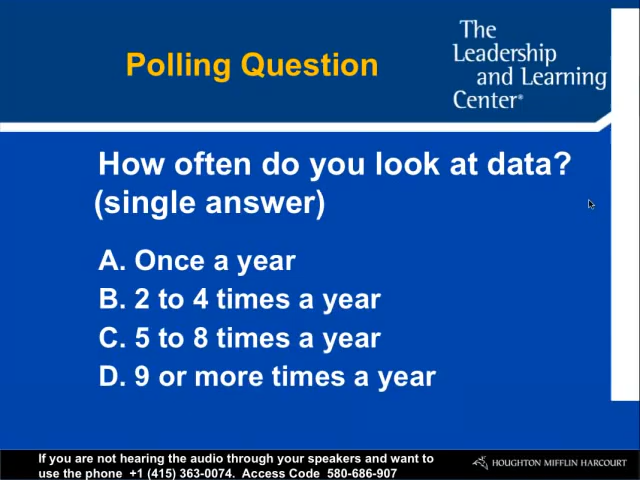 Polling Question
The
Leadership
and Learning
Center®
How often do you look at data?
(single answer)
A. Once a year
B. 2 to 4 times a year
C. 5 to 8 times a year
D. 9 or more times a year
If you are not hearing the audio through your speakers and want to
use the phone +1 (415) 363-0074. Access Code 580-686-907
HOUGHTON MIFFLIN HARCOURT